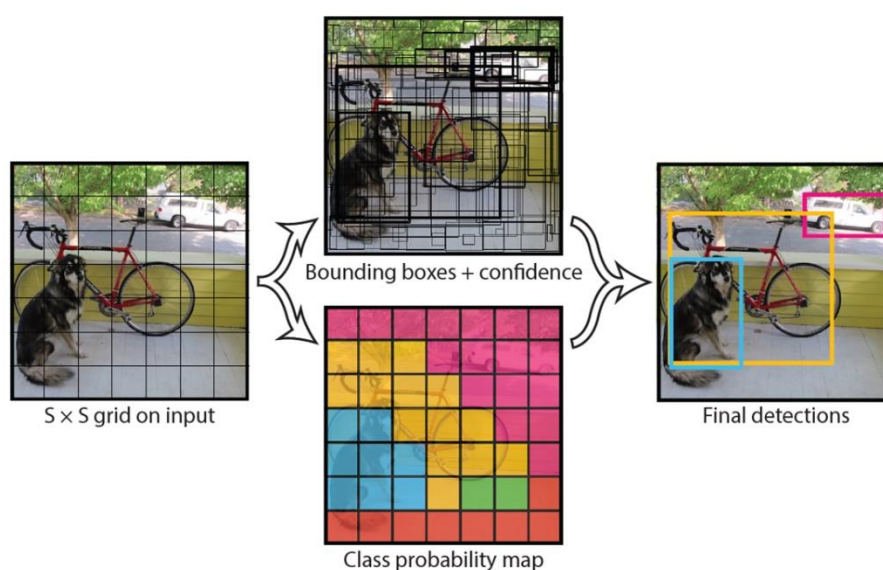 S × S grid on input
Bounding boxes + confidence
Class probability map
Final detections